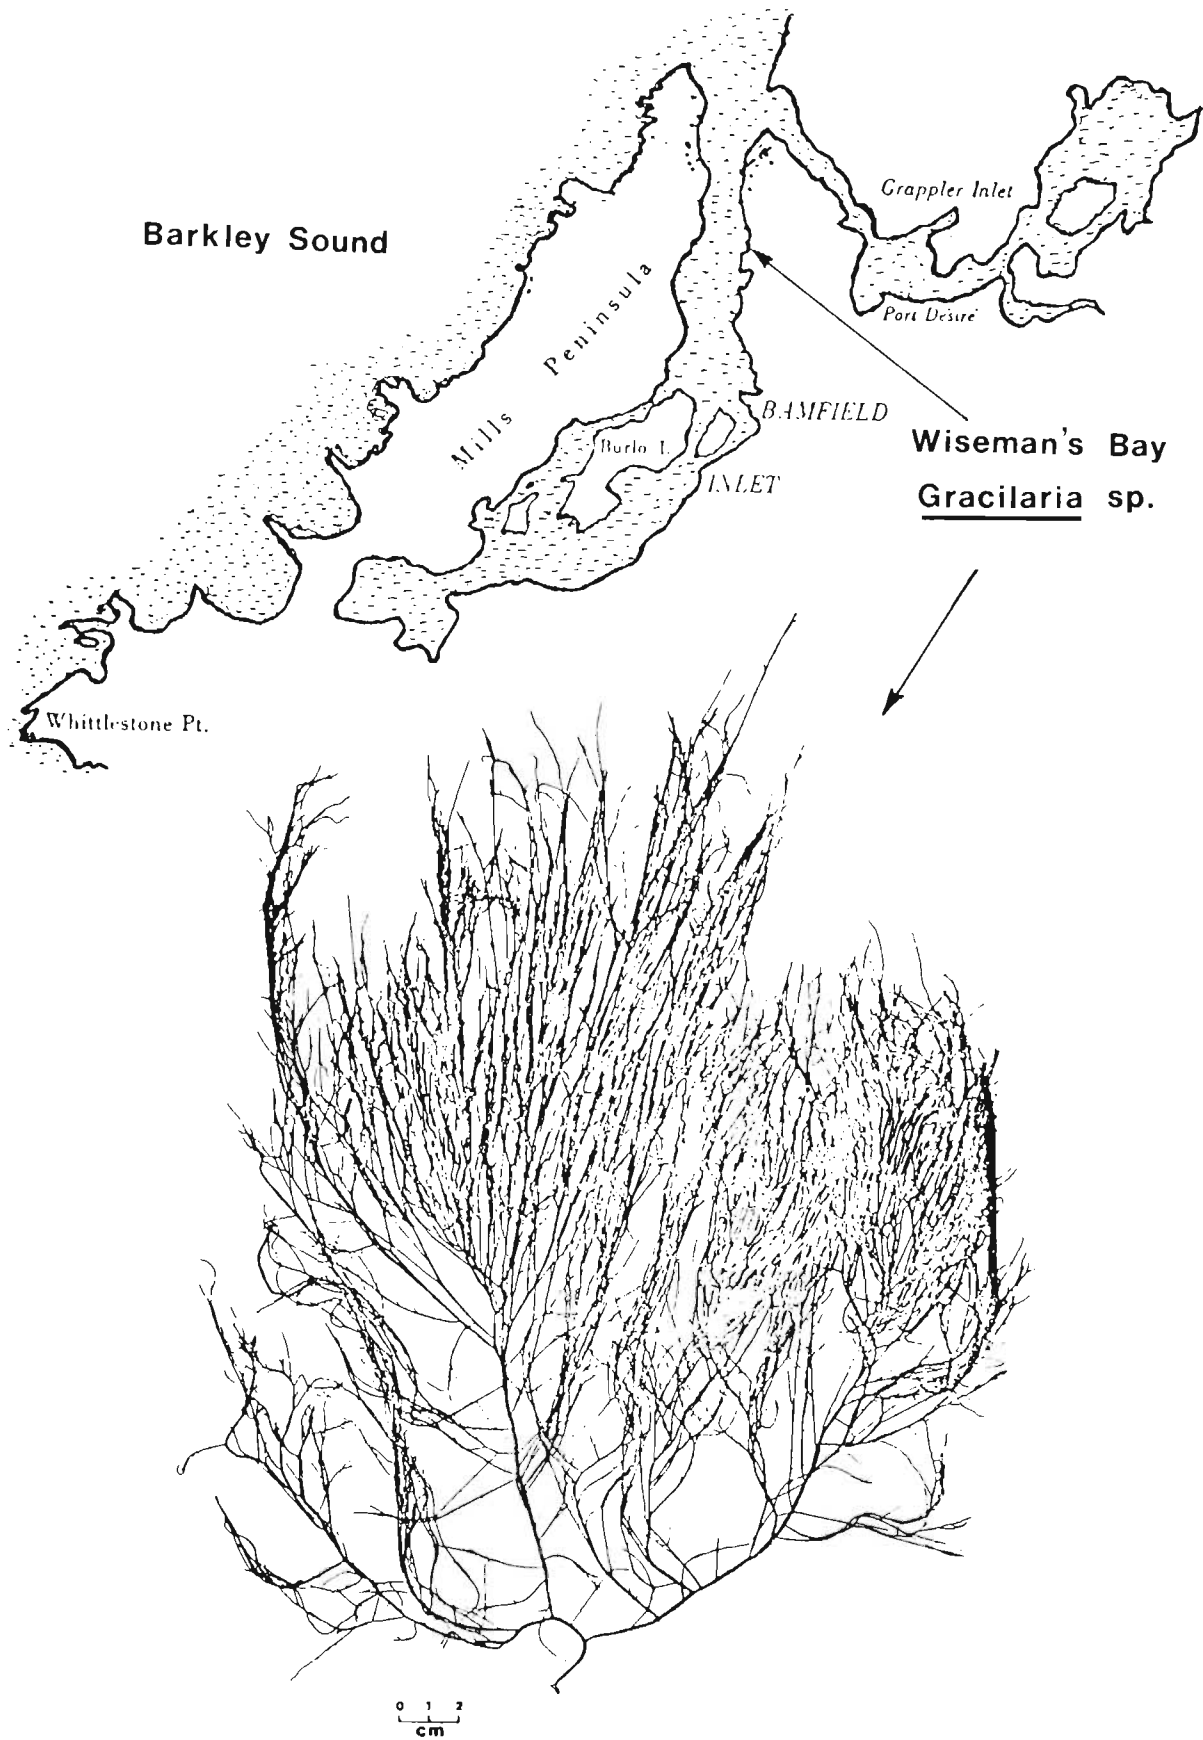 Grappler Inlet
Barkley Sound
Port Désiré
Mills Peninsula
BAMFIELD
INLET
Burlo I.
Wiseman's Bay
Gracilaria sp.
Whittlestone Pt.
0 1 2
cm